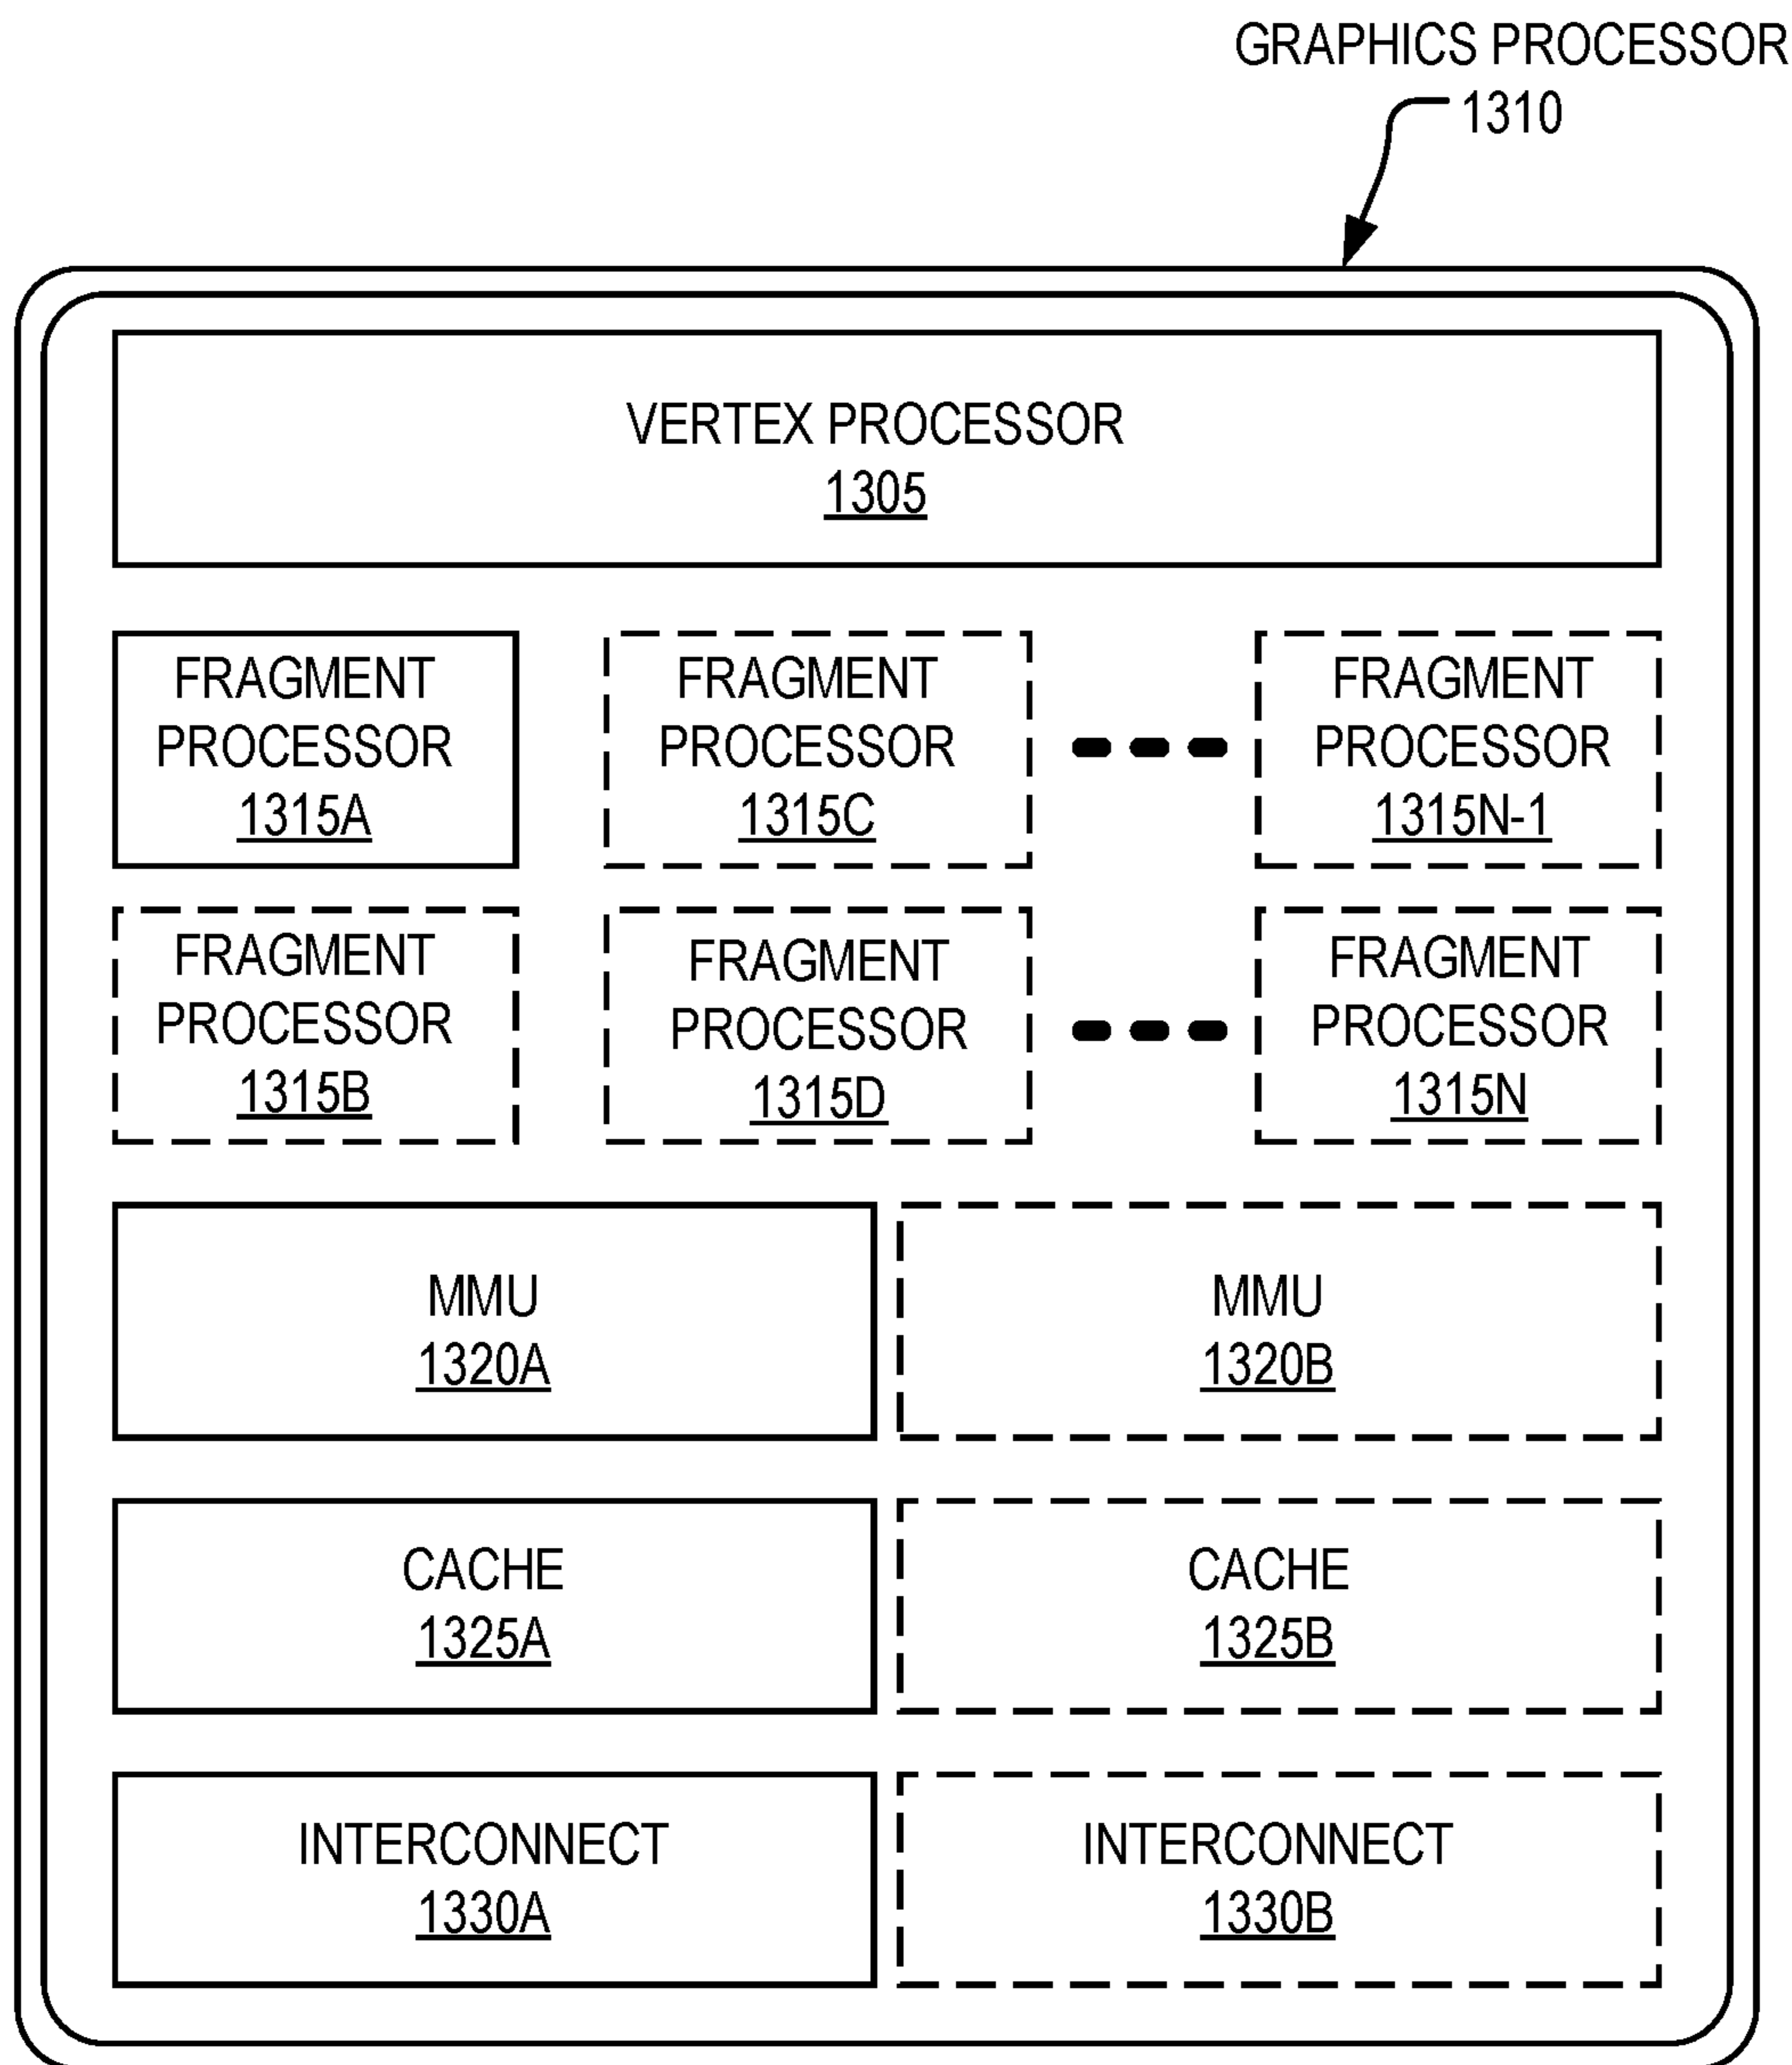 GRAPHICS PROCESSOR
1310
VERTEX PROCESSOR
1305
FRAGMENT
PROCESSOR
1315A
FRAGMENT
PROCESSOR
1315C
FRAGMENT
PROCESSOR
1315N-1
FRAGMENT
PROCESSOR
1315B
FRAGMENT
PROCESSOR
1315D
FRAGMENT
PROCESSOR
1315N
MMU
1320A
MMU
1320B
CACHE
1325A
CACHE
1325B
INTERCONNECT
1330A
INTERCONNECT
1330B